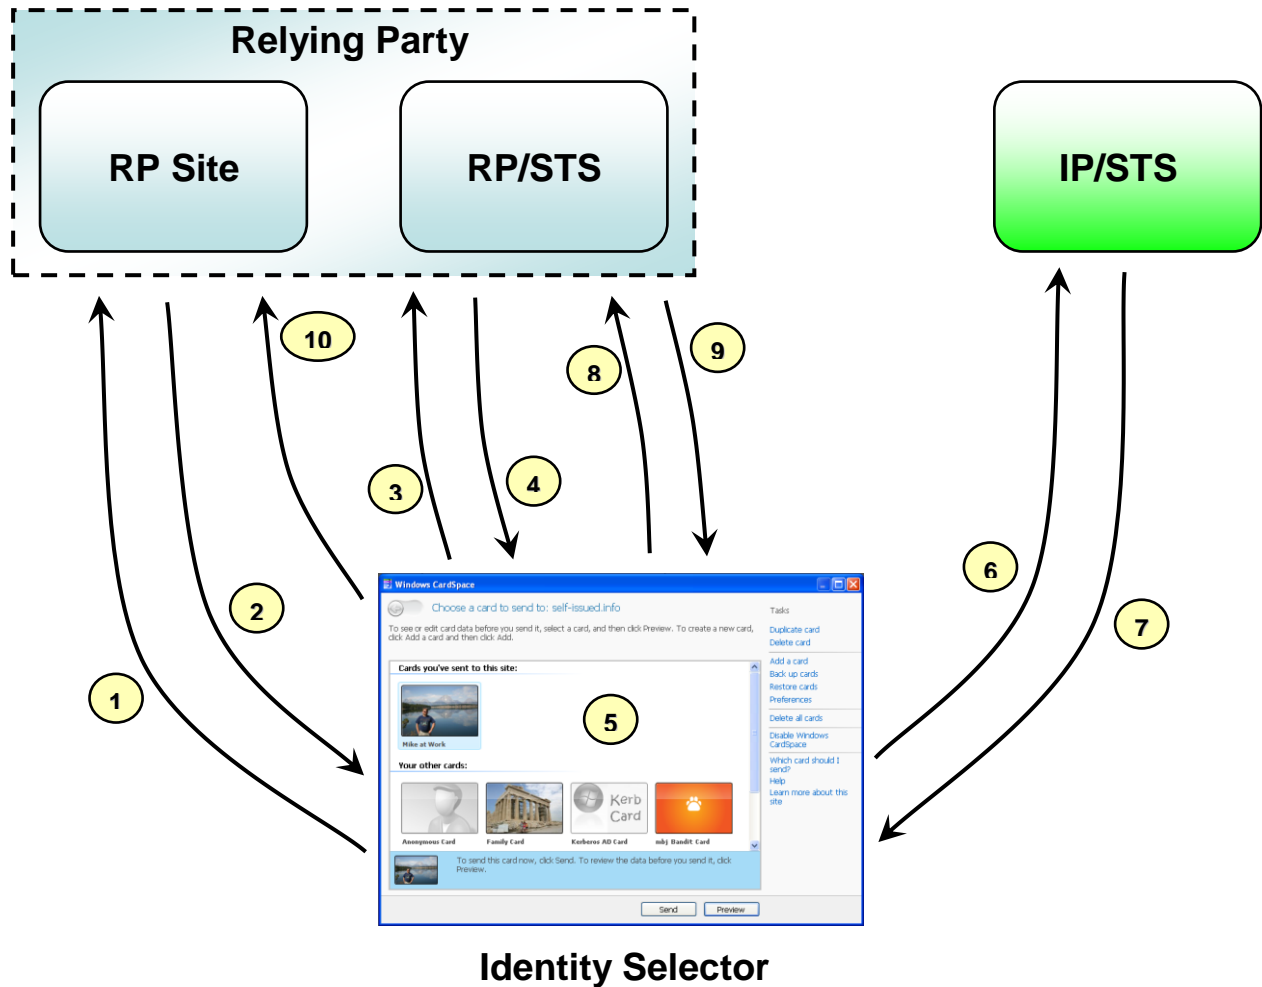 Relying Party
RP Site
RP/STS
IP/STS
10
9
8
3
4
6
2
7
1
Windows CardSpace
Choose a card to send to: self-issued.info
To see or edit card data before you send it, select a card, and then click Preview. To create a new card,
click Add a card and then click Add.
Cards you've sent to this site:
5
Mike at Work
Your other cards:
Kerb
Card
Anonymous Card
Family Card
Kerberos AD Card
mbj Bandit Card
To send this card now, click Send. To review the data before you send it, click
Preview.
Send
Preview
Tasks
Duplicate card
Delete card
Add a card
Back up cards
Restore cards
Preferences
Delete all cards
Disable Windows
CardSpace
Which card should I
send?
Help
Learn more about this
site
Identity Selector